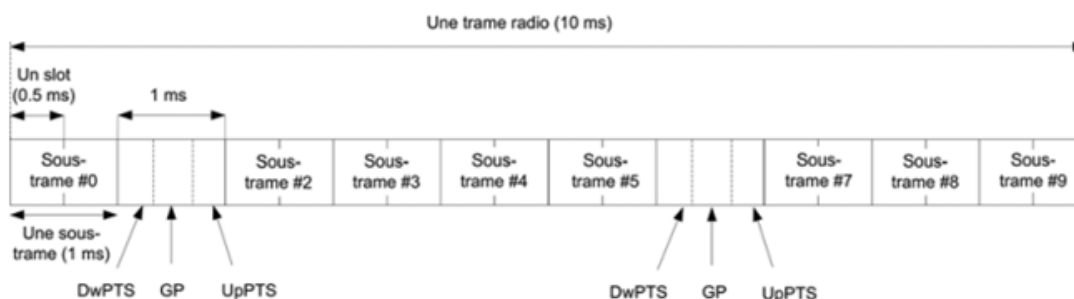 Une trame radio (10 ms)
Un slot
(0.5 ms)
1 ms
Sous-
trame #0
Sous-
trame #2
Sous-
trame #3
Sous-
trame #4
Sous-
trame #5
Sous-
trame #7
Sous-
trame #8
Sous-
trame #9
Une sous-
trame (1 ms)
DwPTS
GP
UpPTS
DwPTS
GP
UpPTS